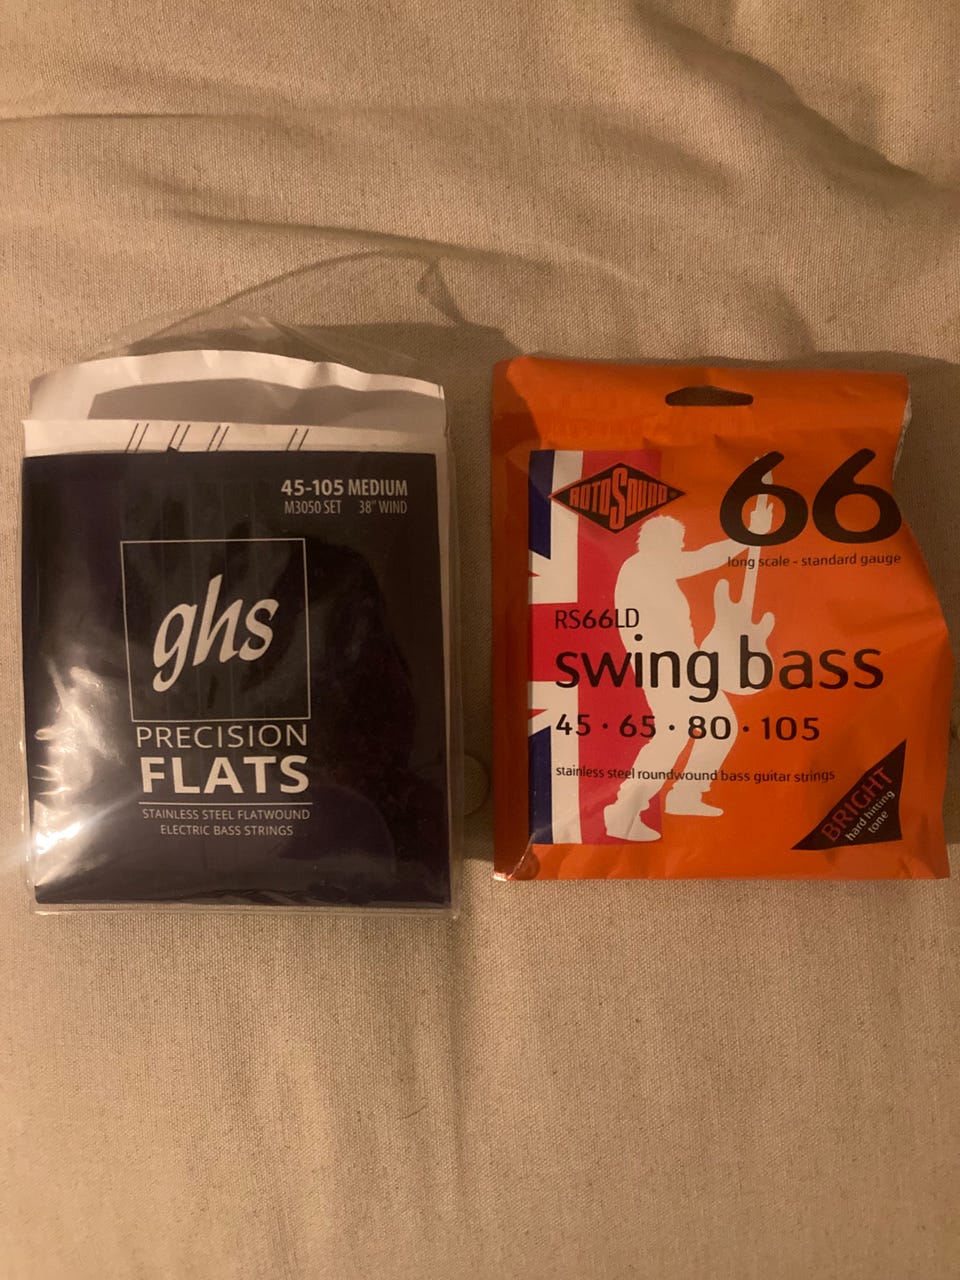 45-105 MEDIUM
M3050 SET 38" WIND
ghs
PRECISION
FLATS
STAINLESS STEEL FLATWOUND
ELECTRIC BASS STRINGS
ROTOSOUND
66
long scale - standard gauge
RS66LD
swing bass
45 · 65 · 80 · 105
stainless steel roundwound bass guitar strings
BRIGHT
hard hitting
tone